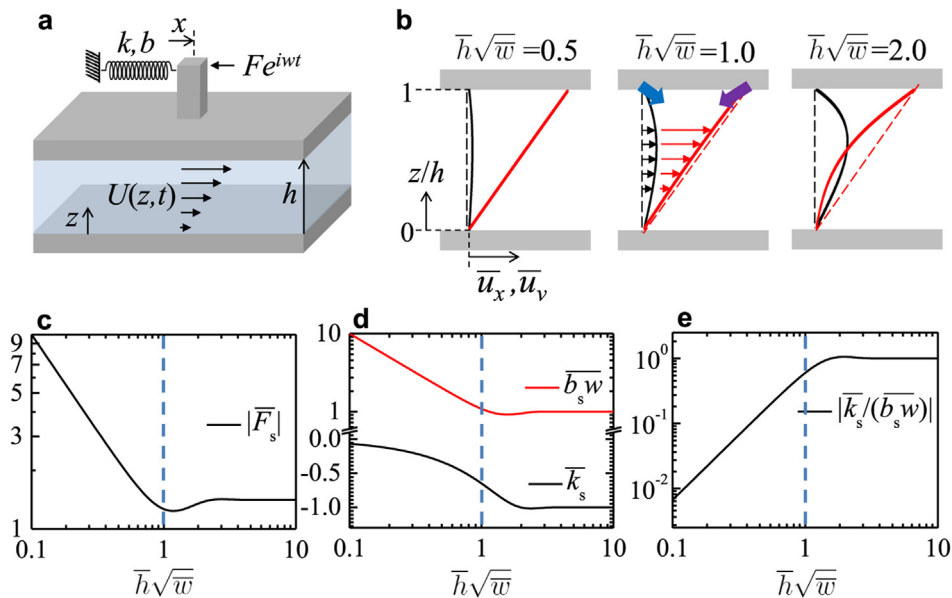 a
k, b
x
Fe^{iwt}
U(z,t)
z
h
b
h̅√w̅ =0.5
h̅√w̅ =1.0
h̅√w̅ =2.0
1
z/h
0
u̅_x , u̅_v
c
9
7
5
3
1
|F̅_s|
0.1
1
10
h̅√w̅
d
10
1
0.0
-0.5
-1.0
b̅_s w̅
k̅_s
0.1
1
10
h̅√w̅
e
10^0
10^{-1}
10^{-2}
|k̅_s/(b̅_s w̅)|
0.1
1
10
h̅√w̅